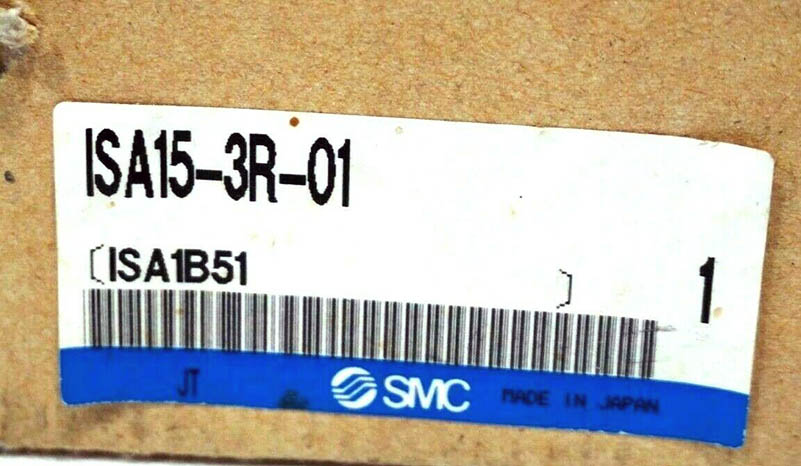 ISA15-3R-01
[ISA1B51 ] 1
JT SMC MADE IN JAPAN